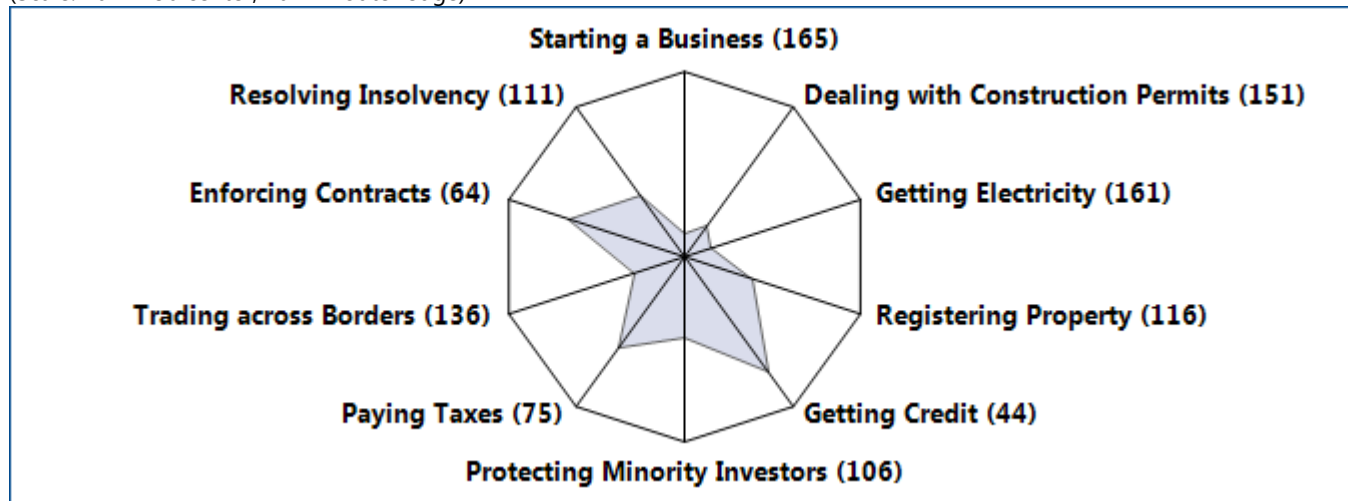 Starting a Business (165)
Resolving Insolvency (111)
Dealing with Construction Permits (151)
Enforcing Contracts (64)
Getting Electricity (161)
Trading across Borders (136)
Registering Property (116)
Paying Taxes (75)
Getting Credit (44)
Protecting Minority Investors (106)